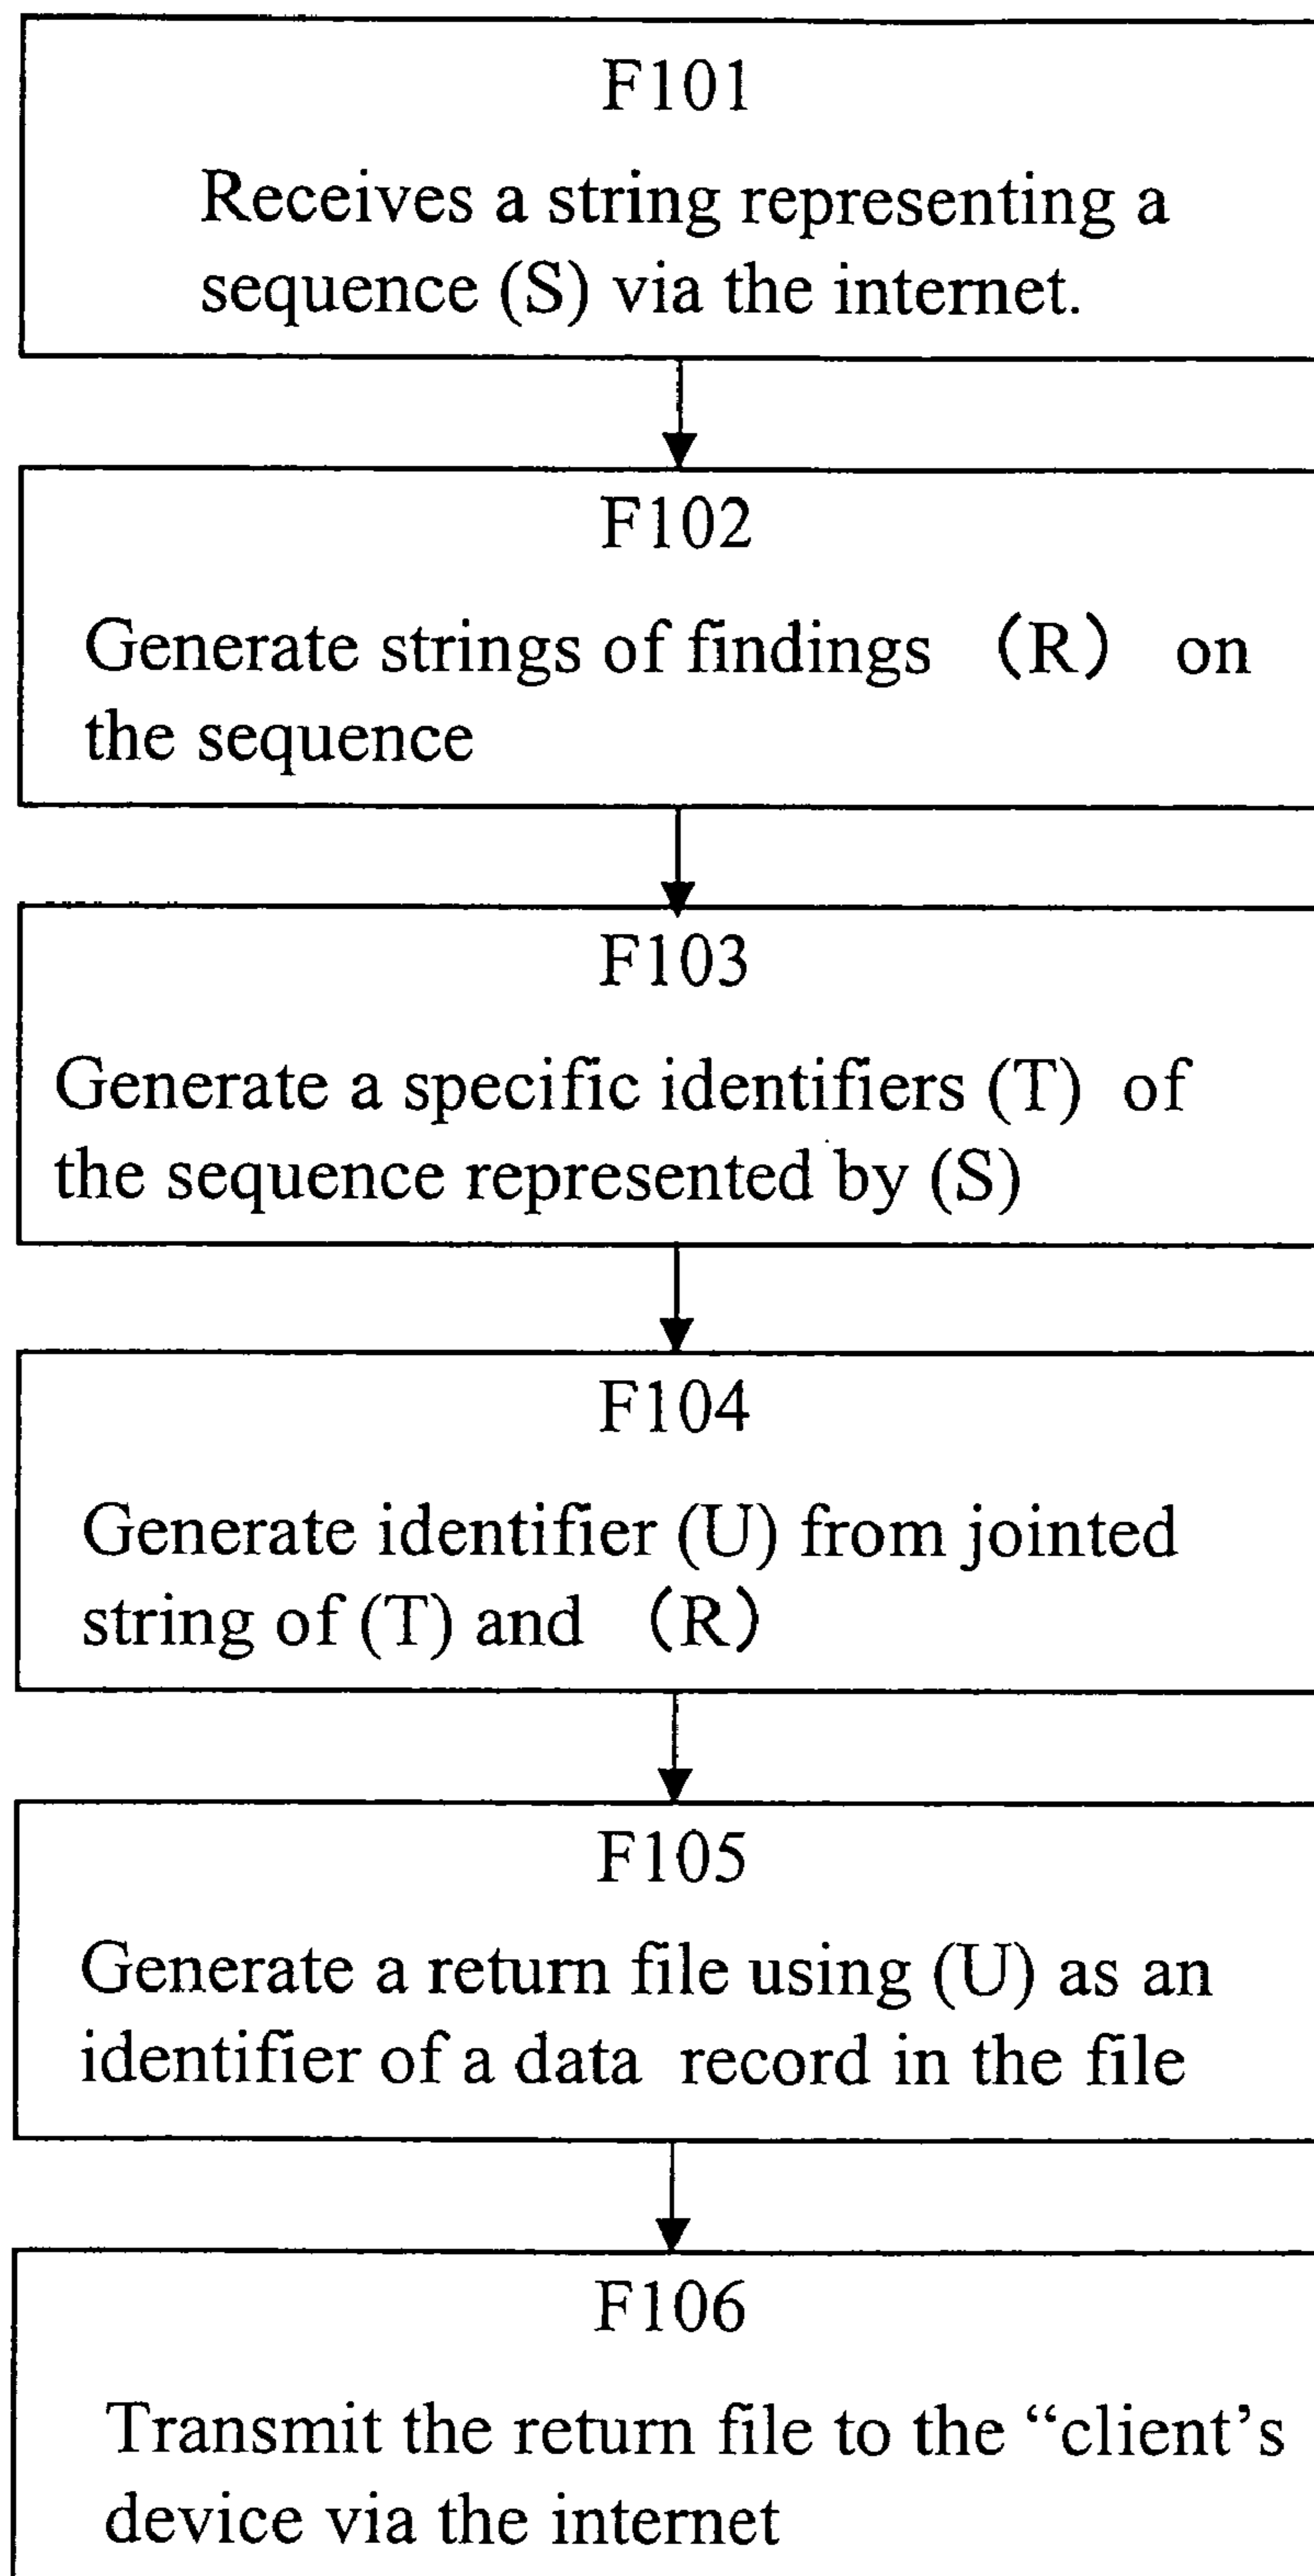 F101
Receives a string representing a
sequence (S) via the internet.
F102
Generate strings of findings （R） on
the sequence
F103
Generate a specific identifiers (T) of
the sequence represented by (S)
F104
Generate identifier (U) from jointed
string of (T) and （R）
F105
Generate a return file using (U) as an
identifier of a data record in the file
F106
Transmit the return file to the “client’s
device via the internet